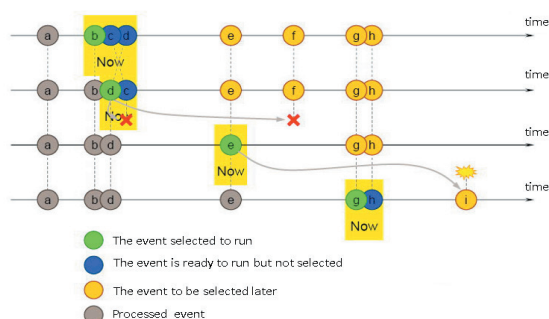 time
a b c d e f g h
Now
time
a b d c e f g h
Now
time
a b d e g h
Now
time
a b d e g h i
Now
The event selected to run
The event is ready to run but not selected
The event to be selected later
Processed event